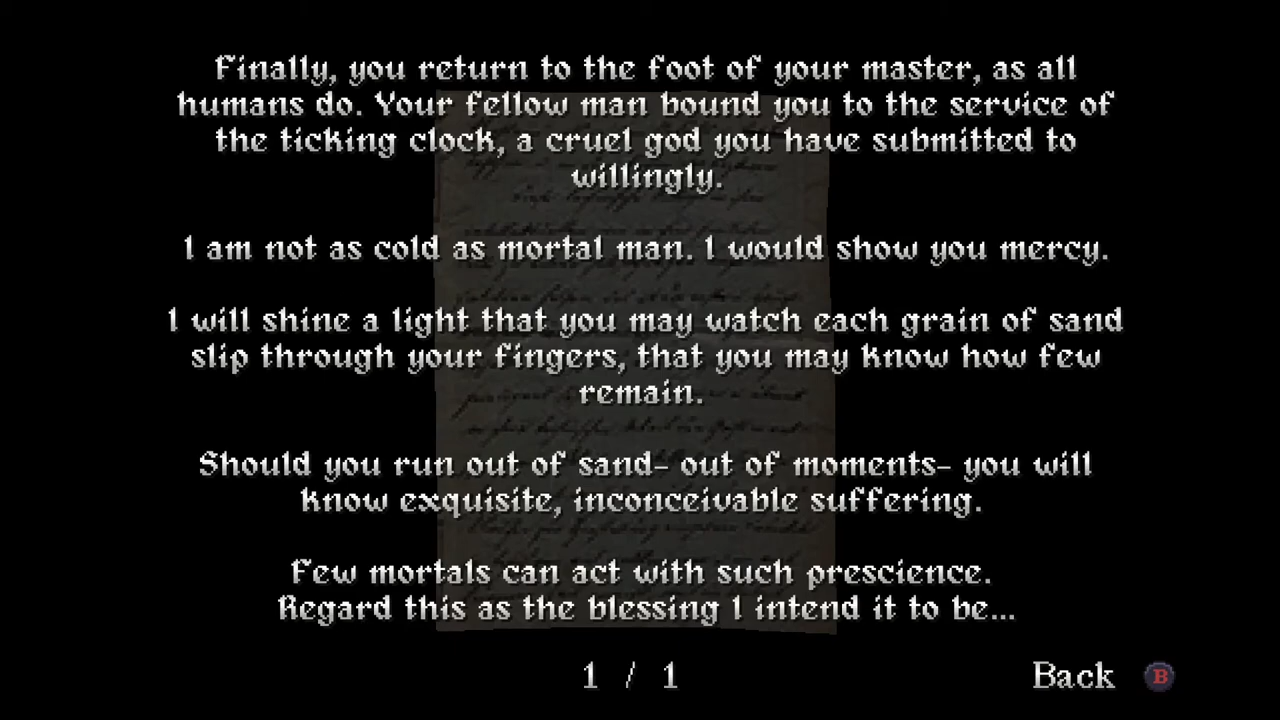 Finally, you return to the foot of your master, as all
humans do. Your fellow man bound you to the service of
the ticking clock, a cruel god you have submitted to
willingly.
I am not as cold as mortal man. I would show you mercy.
I will shine a light that you may watch each grain of sand
slip through your fingers, that you may know how few
remain.
Should you run out of sand- out of moments- you will
know exquisite, inconceivable suffering.
Few mortals can act with such prescience.
Regard this as the blessing I intend it to be...
1 / 1
Back B